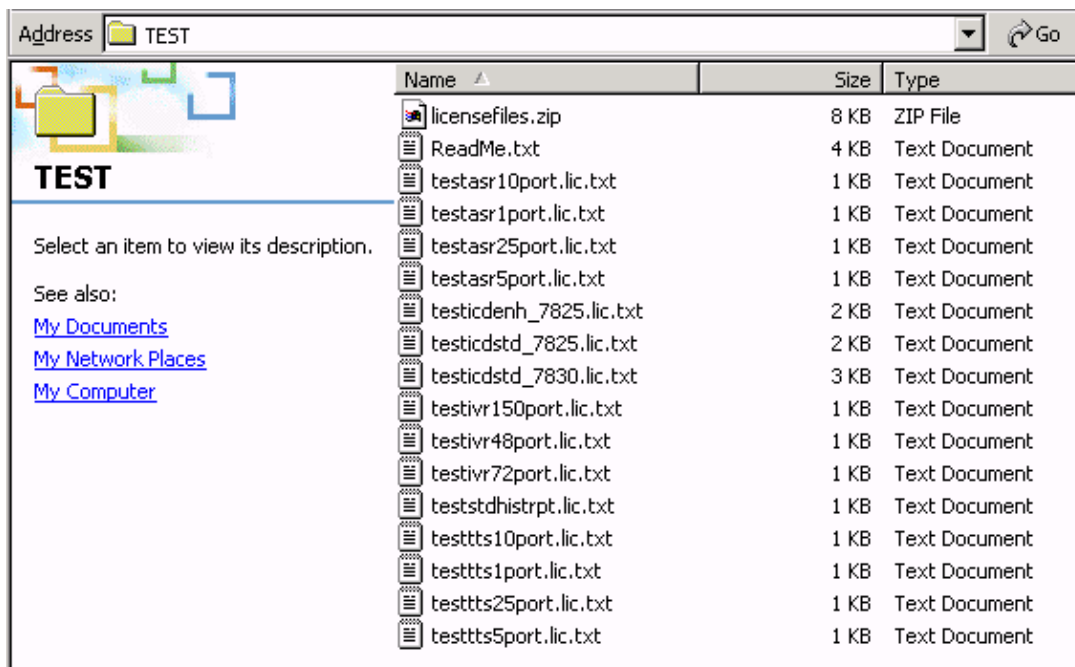 Address TEST Go
TEST
Select an item to view its description.
See also:
My Documents
My Network Places
My Computer
Name Size Type
licensefiles.zip 8 KB ZIP File
ReadMe.txt 4 KB Text Document
testasr10port.lic.txt 1 KB Text Document
testasr1port.lic.txt 1 KB Text Document
testasr25port.lic.txt 1 KB Text Document
testasr5port.lic.txt 1 KB Text Document
testicdenh_7825.lic.txt 2 KB Text Document
testicdstd_7825.lic.txt 2 KB Text Document
testicdstd_7830.lic.txt 3 KB Text Document
testivr150port.lic.txt 1 KB Text Document
testivr48port.lic.txt 1 KB Text Document
testivr72port.lic.txt 1 KB Text Document
teststdhistrpt.lic.txt 1 KB Text Document
testtts10port.lic.txt 1 KB Text Document
testtts1port.lic.txt 1 KB Text Document
testtts25port.lic.txt 1 KB Text Document
testtts5port.lic.txt 1 KB Text Document